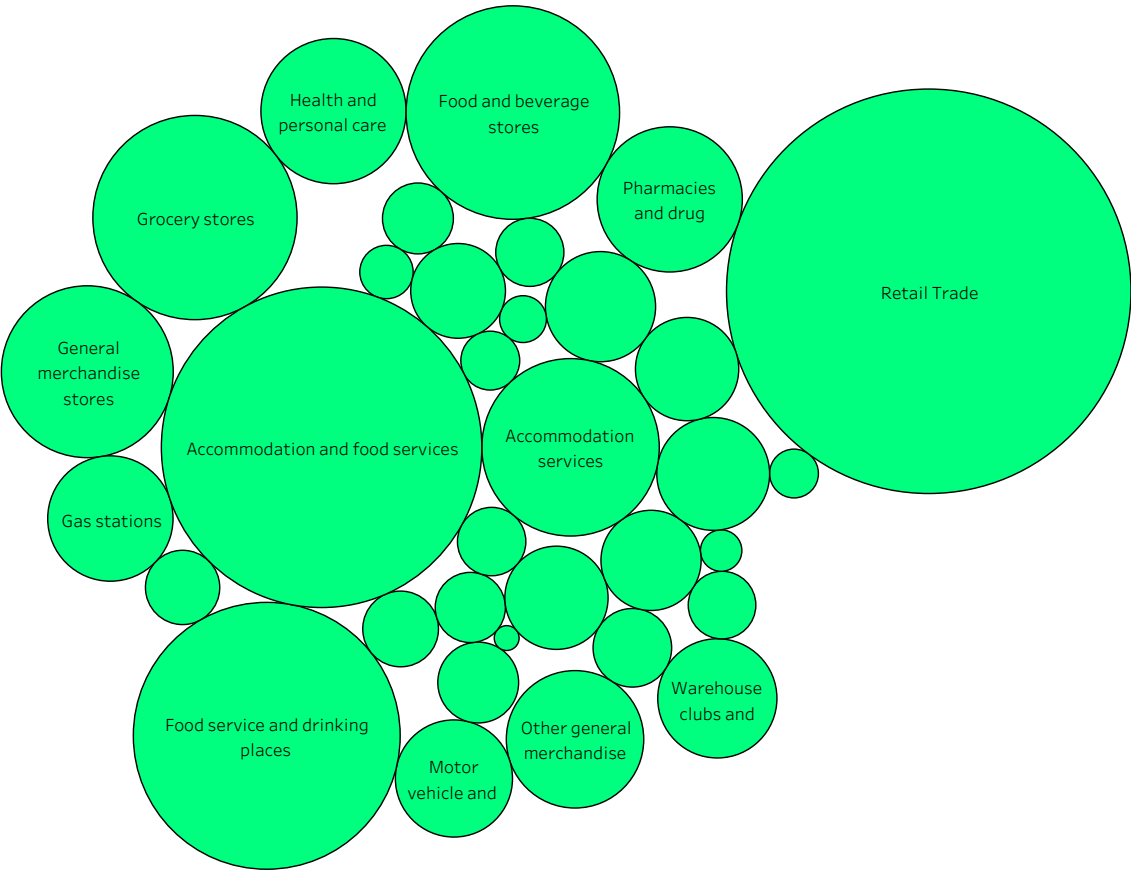 Health and
personal care
Food and beverage
stores
Pharmacies
and drug
Grocery stores
Retail Trade
General
merchandise
stores
Accommodation and food services
Accommodation
services
Gas stations
Warehouse
clubs and
Food service and drinking
places
Other general
merchandise
Motor
vehicle and